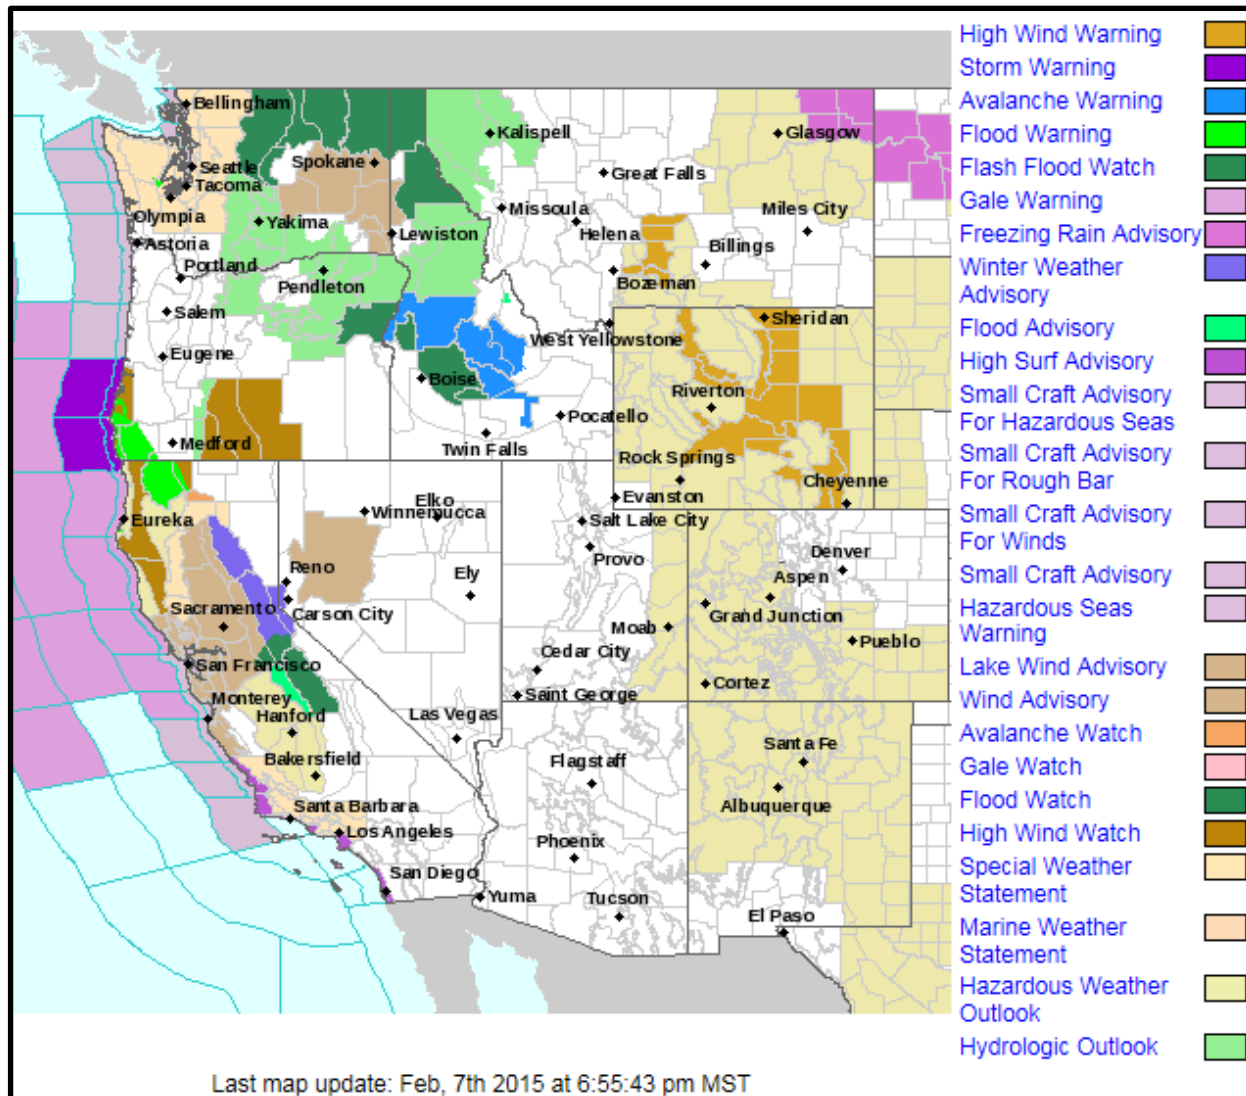 High Wind Warning
Storm Warning
Avalanche Warning
Flood Warning
Flash Flood Watch
Gale Warning
Freezing Rain Advisory
Winter Weather
Advisory
Flood Advisory
High Surf Advisory
Small Craft Advisory
For Hazardous Seas
Small Craft Advisory
For Rough Bar
Small Craft Advisory
For Winds
Small Craft Advisory
Hazardous Seas
Warning
Lake Wind Advisory
Wind Advisory
Avalanche Watch
Gale Watch
Flood Watch
High Wind Watch
Special Weather
Statement
Marine Weather
Statement
Hazardous Weather
Outlook
Hydrologic Outlook
Bellingham
Kalispell
Glasgow
Seattle
Spokane
Great Falls
Tacoma
Olympia
Yakima
Missoula
Miles City
Astoria
Lewiston
Helena
Billings
Portland
Pendleton
Bozeman
Salem
Sheridan
Eugene
West Yellowstone
Boise
Riverton
Pocatello
Medford
Twin Falls
Rock Springs
Cheyenne
Evanston
Eureka
Elko
Winnemucca
Salt Lake City
Provo
Denver
Reno
Ely
Aspen
Sacramento
Carson City
Grand Junction
Moab
Pueblo
San Francisco
Cedar City
Monterey
Saint George
Cortez
Hanford
Las Vegas
Bakersfield
Flagstaff
Santa Fe
Albuquerque
Santa Barbara
Los Angeles
Phoenix
San Diego
Yuma
Tucson
El Paso
Last map update: Feb, 7th 2015 at 6:55:43 pm MST